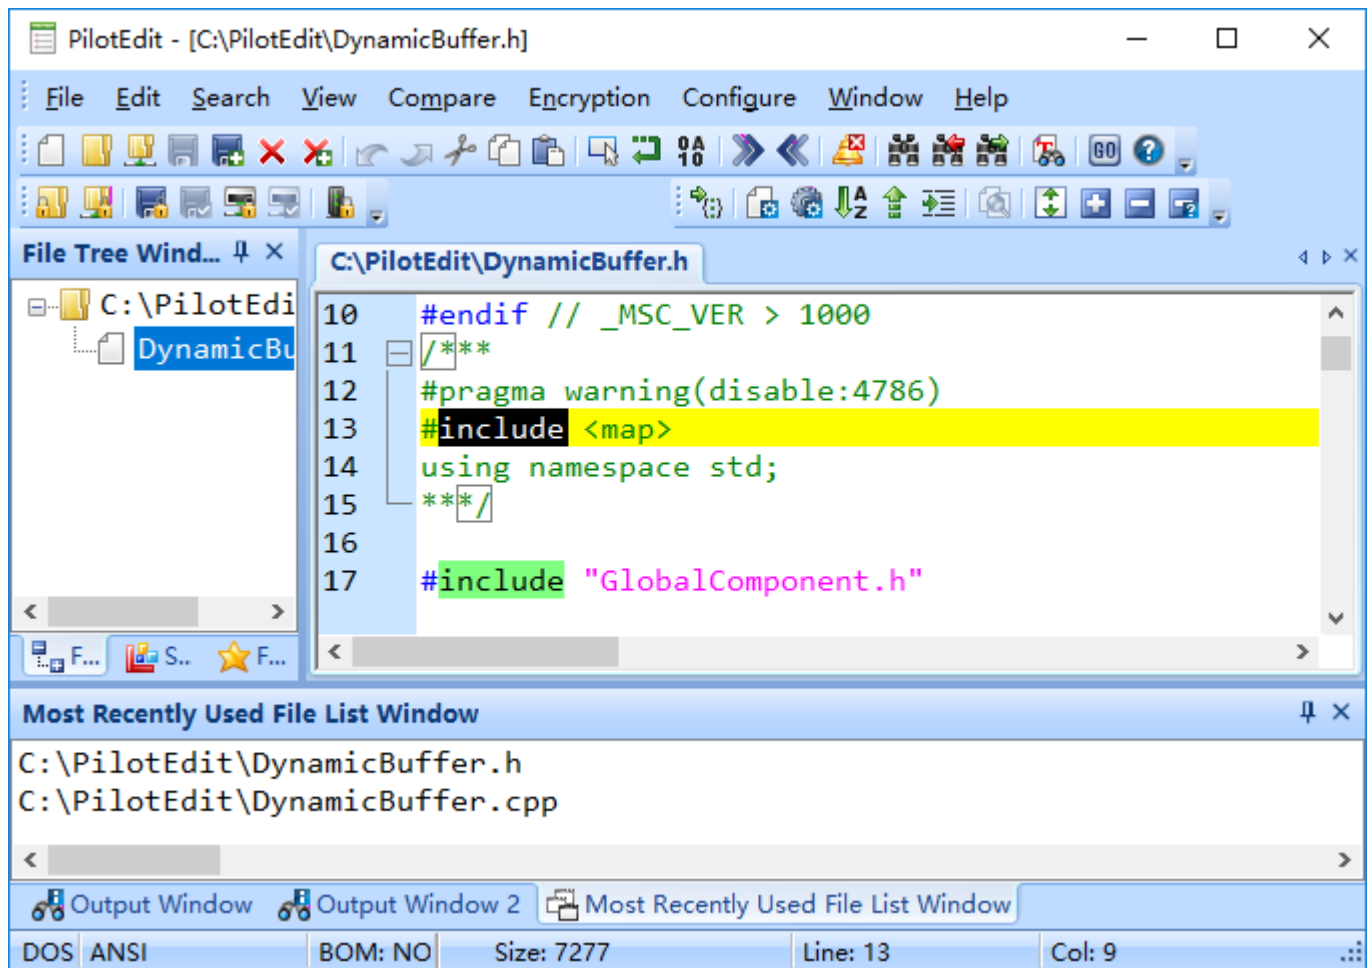 PilotEdit - [C:\PilotEdit\DynamicBuffer.h]
File Edit Search View Compare Encryption Configure Window Help
File Tree Wind...
C:\PilotEdit\DynamicBuffer.h
C:\PilotEdi
DynamicBu
10 #endif // _MSC_VER > 1000
11 /***
12 #pragma warning(disable:4786)
13 #include <map>
14 using namespace std;
15 ***/
16
17 #include "GlobalComponent.h"
F... S... F...
Most Recently Used File List Window
C:\PilotEdit\DynamicBuffer.h
C:\PilotEdit\DynamicBuffer.cpp
Output Window Output Window 2 Most Recently Used File List Window
DOS ANSI BOM: NO Size: 7277 Line: 13 Col: 9